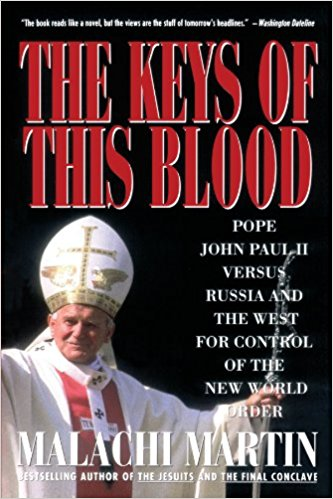 "The book reads like a novel, but the views are the stuff of tomorrow's headlines." –Washington Dateline
THE KEYS OF
THIS BLOOD
POPE
JOHN PAUL II
VERSUS
RUSSIA AND
THE WEST
FOR CONTROL
OF THE
NEW WORLD
ORDER
MALACHI MARTIN
BESTSELLING AUTHOR OF THE JESUITS AND THE FINAL CONCLAVE